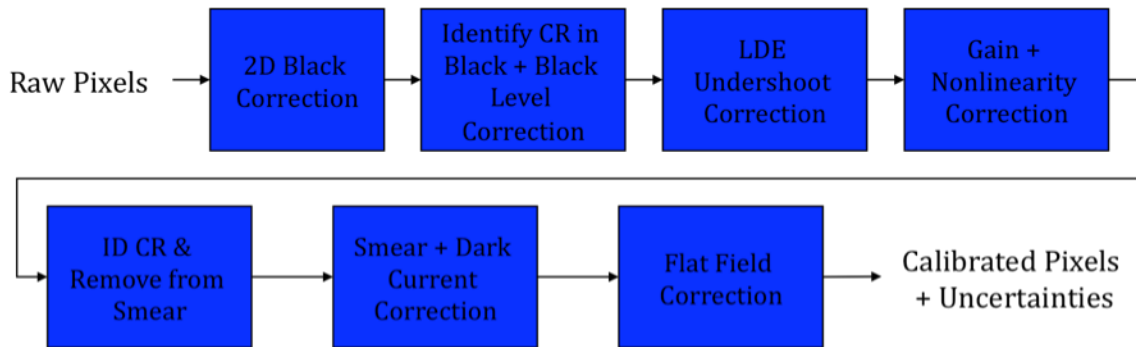 Raw Pixels
2D Black
Correction
Identify CR in
Black + Black
Level
Correction
LDE
Undershoot
Correction
Gain +
Nonlinearity
Correction
ID CR &
Remove from
Smear
Smear + Dark
Current
Correction
Flat Field
Correction
Calibrated Pixels
+ Uncertainties